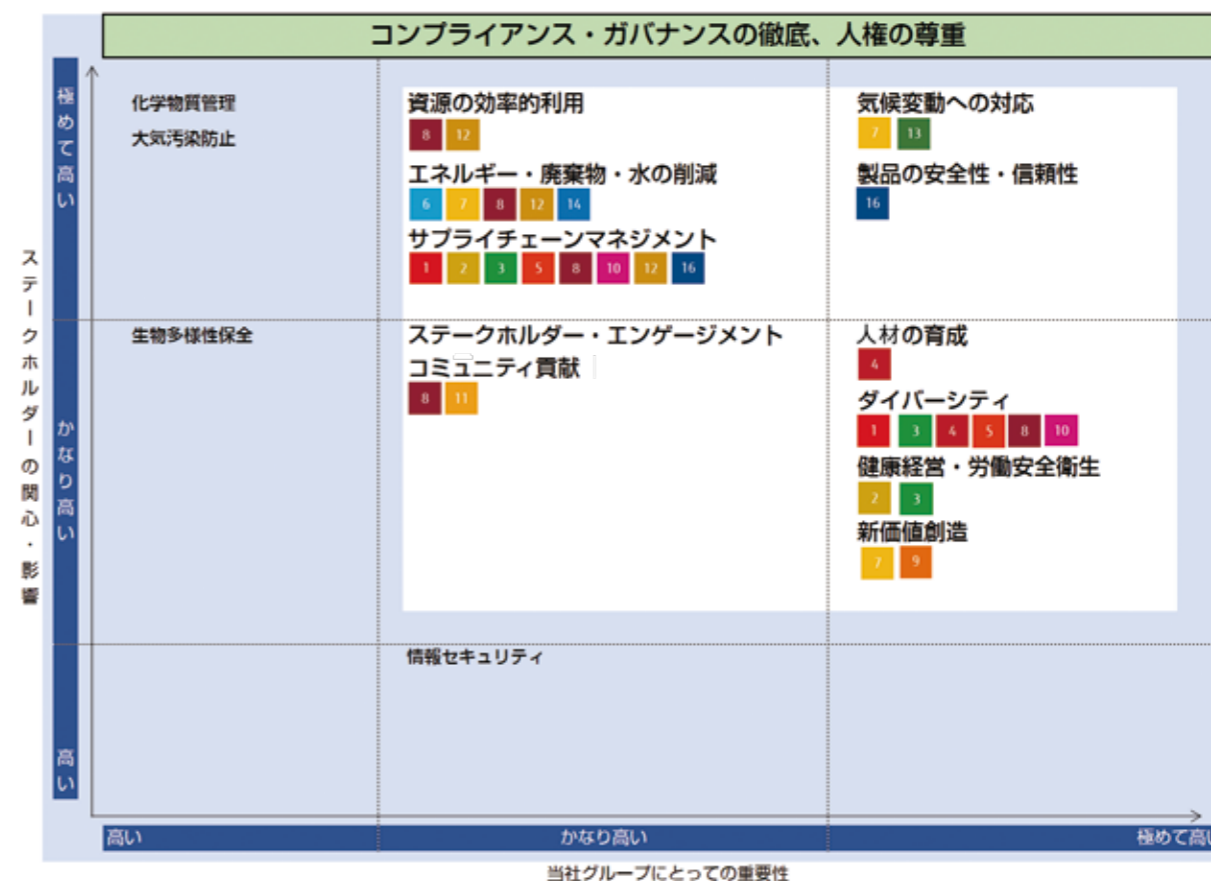 コンプライアンス・ガバナンスの徹底、人権の尊重
ステークホルダーの関心・影響
極めて高い
かなり高い
高い
化学物質管理
大気汚染防止
資源の効率的利用
8 12
エネルギー・廃棄物・水の削減
6 7 8 12 14
サプライチェーンマネジメント
1 2 3 5 8 10 12 16
気候変動への対応
7 13
製品の安全性・信頼性
16
生物多様性保全
ステークホルダー・エンゲージメント
コミュニティ貢献
8 11
人材の育成
4
ダイバーシティ
1 3 4 5 8 10
健康経営・労働安全衛生
2 3
新価値創造
7 9
情報セキュリティ
高い
かなり高い
極めて高い
当社グループにとっての重要性